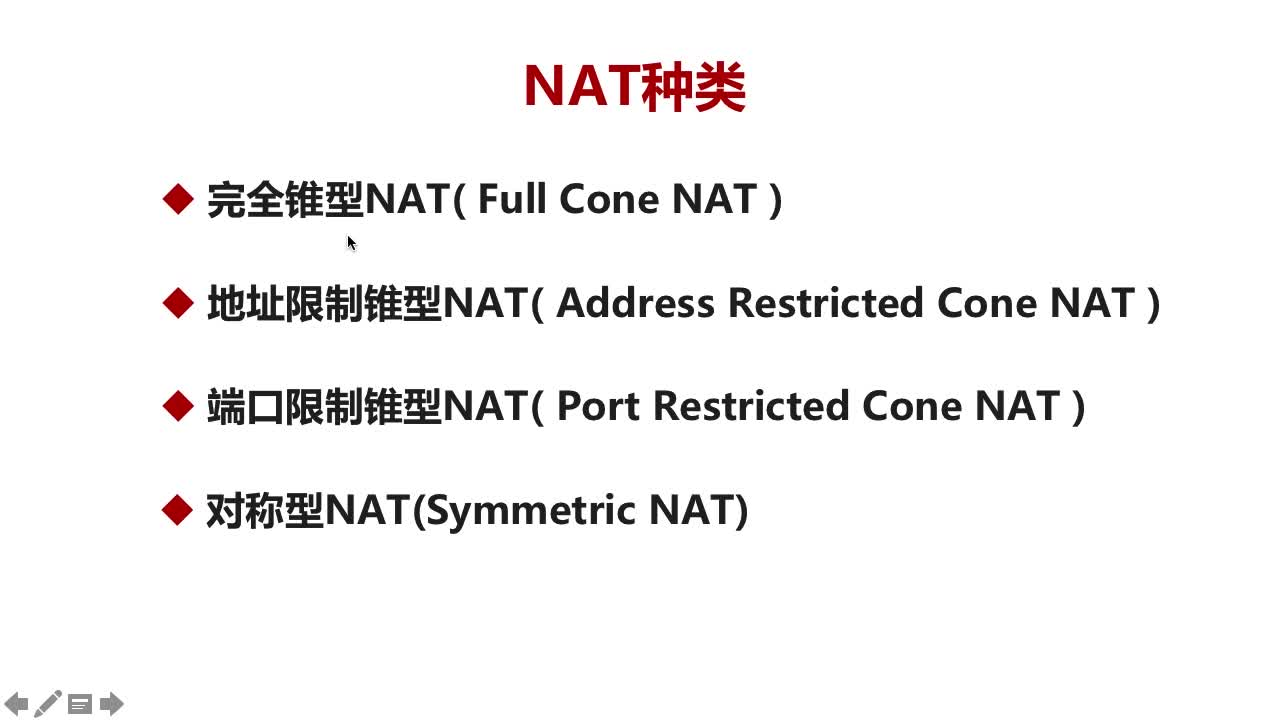 NAT种类
完全锥型NAT( Full Cone NAT )
地址限制锥型NAT( Address Restricted Cone NAT )
端口限制锥型NAT( Port Restricted Cone NAT )
对称型NAT(Symmetric NAT)